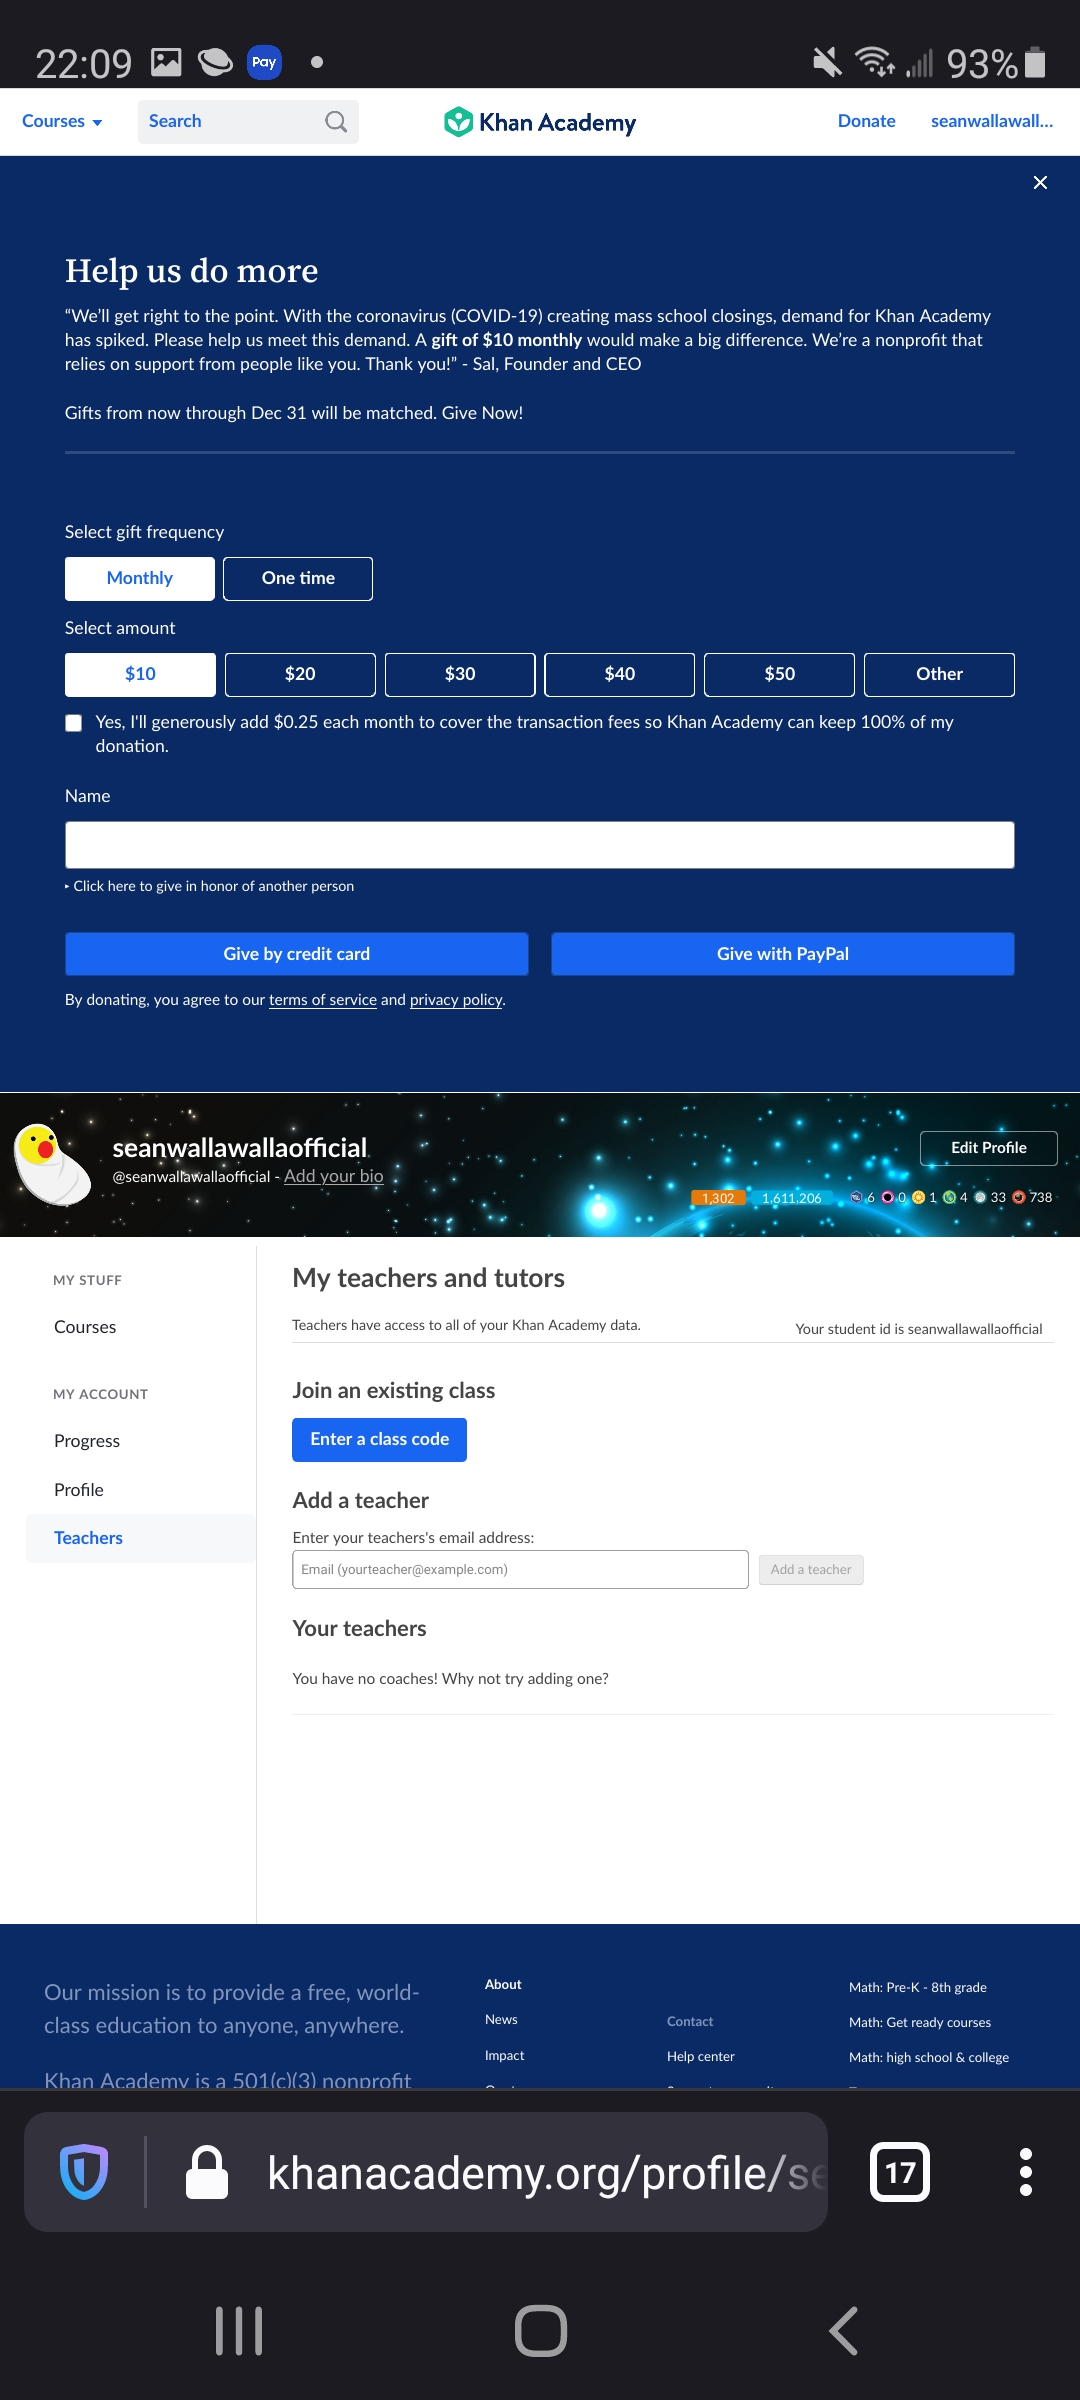 22:09 Pay 93%
Courses Search Khan Academy Donate seanwallawall...
Help us do more
“We’ll get right to the point. With the coronavirus (COVID-19) creating mass school closings, demand for Khan Academy
has spiked. Please help us meet this demand. A gift of $10 monthly would make a big difference. We’re a nonprofit that
relies on support from people like you. Thank you!” - Sal, Founder and CEO
Gifts from now through Dec 31 will be matched. Give Now!
Select gift frequency
Monthly One time
Select amount
$10 $20 $30 $40 $50 Other
Yes, I'll generously add $0.25 each month to cover the transaction fees so Khan Academy can keep 100% of my
donation.
Name
Click here to give in honor of another person
Give by credit card Give with PayPal
By donating, you agree to our terms of service and privacy policy.
seanwallawallaofficial Edit Profile
@seanwallawallaofficial - Add your bio
1,302 1,611,206 6 0 1 4 33 738
MY STUFF
Courses
MY ACCOUNT
Progress
Profile
Teachers
My teachers and tutors
Teachers have access to all of your Khan Academy data. Your student id is seanwallawallaofficial
Join an existing class
Enter a class code
Add a teacher
Enter your teachers's email address:
Email (yourteacher@example.com) Add a teacher
Your teachers
You have no coaches! Why not try adding one?
Our mission is to provide a free, world-
class education to anyone, anywhere.
Khan Academy is a 501(c)(3) nonprofit
About
News
Impact
Contact
Help center
Math: Pre-K - 8th grade
Math: Get ready courses
Math: high school & college
khanacademy.org/profile/se 17